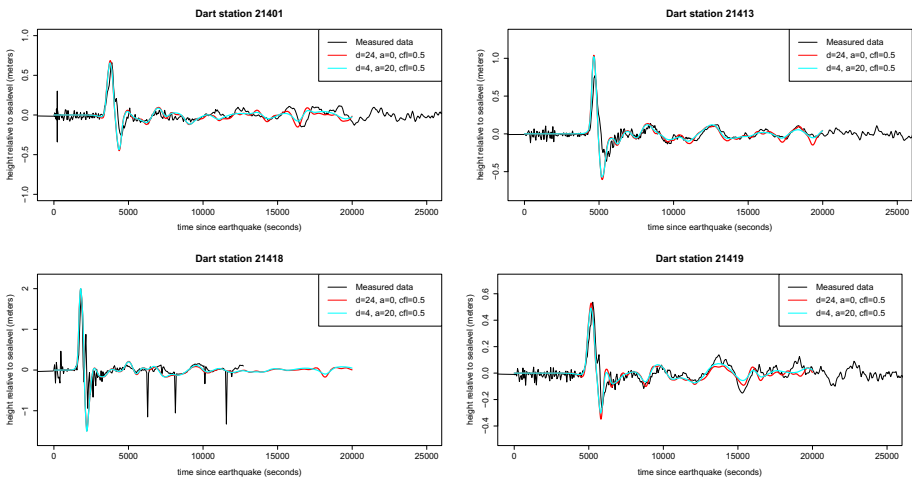 Dart station 21401
height relative to sealevel (meters)
1.0
0.5
0.0
−0.5
−1.0
Measured data
d=24, a=0, cfl=0.5
d=4, a=20, cfl=0.5
0 5000 10000 15000 20000 25000
time since earthquake (seconds)
Dart station 21413
height relative to sealevel (meters)
1.0
0.5
0.0
−0.5
Measured data
d=24, a=0, cfl=0.5
d=4, a=20, cfl=0.5
0 5000 10000 15000 20000 25000
time since earthquake (seconds)
Dart station 21418
height relative to sealevel (meters)
2
1
0
−1
Measured data
d=24, a=0, cfl=0.5
d=4, a=20, cfl=0.5
0 5000 10000 15000 20000 25000
time since earthquake (seconds)
Dart station 21419
height relative to sealevel (meters)
0.6
0.4
0.2
0.0
−0.2
−0.4
Measured data
d=24, a=0, cfl=0.5
d=4, a=20, cfl=0.5
0 5000 10000 15000 20000 25000
time since earthquake (seconds)